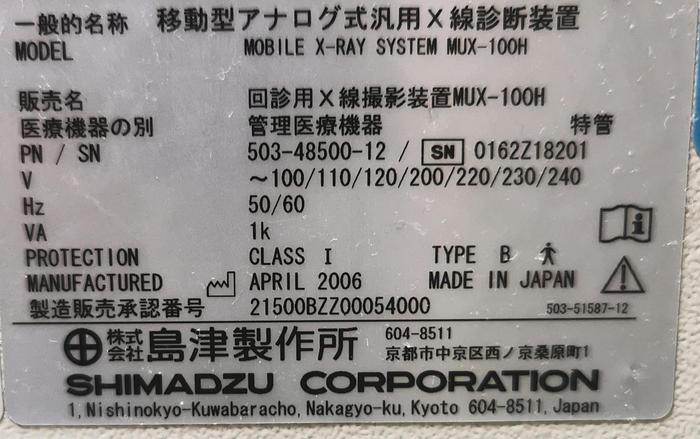 一般的名称 移動型アナログ式汎用X線診断装置
MODEL MOBILE X-RAY SYSTEM MUX-100H
販売名 回診用X線撮影装置MUX-100H
医療機器の別 管理医療機器 特管
PN / SN 503-48500-12 / SN 0162Z18201
V ～100/110/120/200/220/230/240
Hz 50/60
VA 1k
PROTECTION CLASS I TYPE B
MANUFACTURED APRIL 2006 MADE IN JAPAN
製造販売承認番号 21500BZZ00054000 503-51587-12
株式会社 島津製作所 604-8511
京都市中京区西ノ京桑原町1
SHIMADZU CORPORATION
1, Nishinokyo-Kuwabaracho, Nakagyo-ku, Kyoto 604-8511, Japan